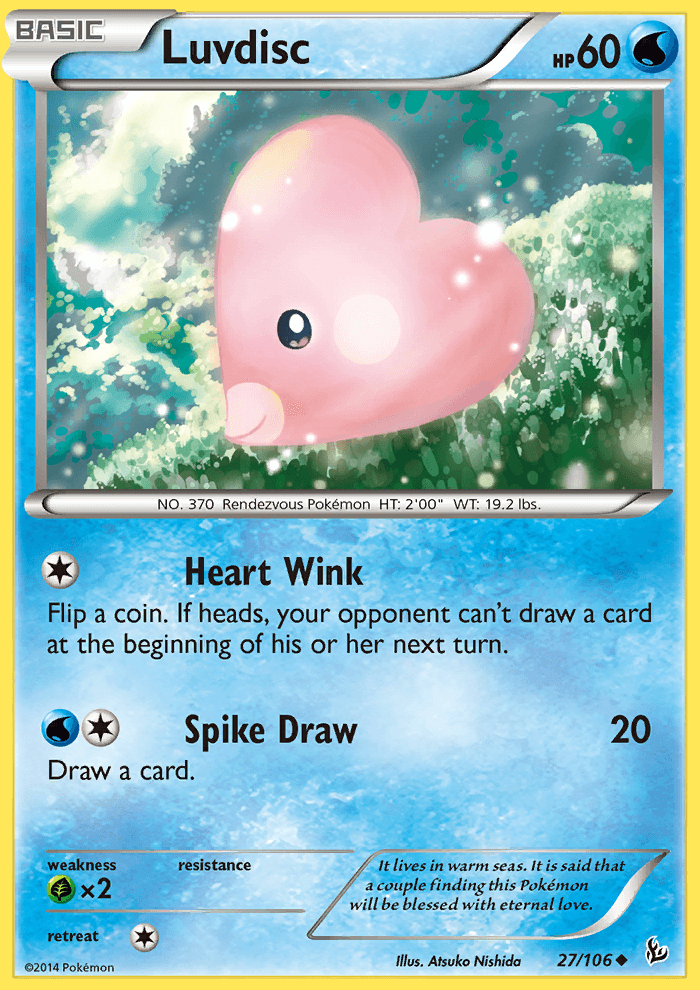 BASIC
Luvdisc
HP60
NO. 370 Rendezvous Pokémon HT: 2'00" WT: 19.2 lbs.
Heart Wink
Flip a coin. If heads, your opponent can't draw a card
at the beginning of his or her next turn.
Spike Draw 20
Draw a card.
weakness resistance
×2
It lives in warm seas. It is said that
a couple finding this Pokémon
will be blessed with eternal love.
retreat
Illus. Atsuko Nishida 27/106
©2014 Pokémon